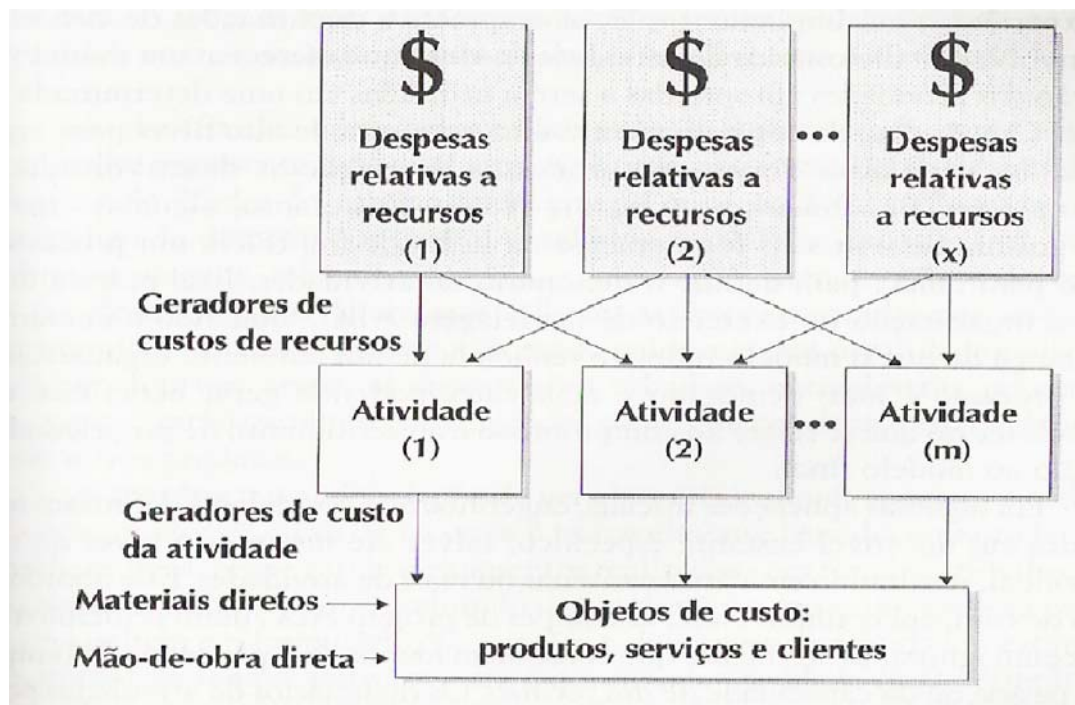 $
Despesas
relativas a
recursos
(1)
$
Despesas
relativas a
recursos
(2)
...
$
Despesas
relativas
a recursos
(x)
Geradores de
custos de recursos
Atividade
(1)
Atividade
(2)
...
Atividade
(m)
Geradores de custo
da atividade
Materiais diretos
Mão-de-obra direta
Objetos de custo:
produtos, serviços e clientes